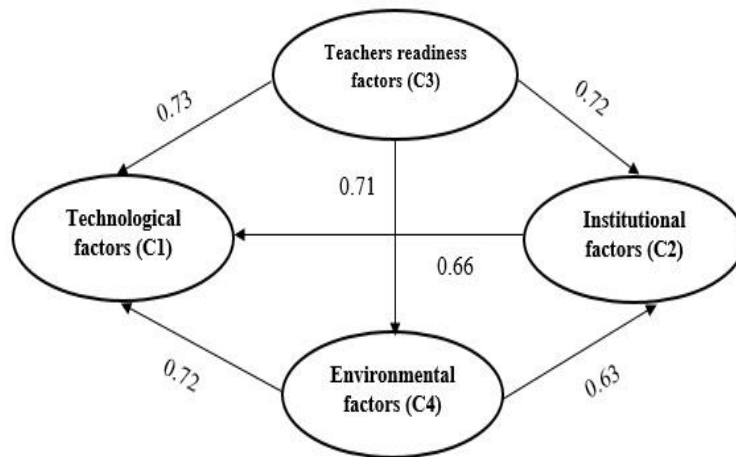 Teachers readiness
factors (C3)
0.73
0.72
0.71
Technological
factors (C1)
Institutional
factors (C2)
0.66
0.72
Environmental
factors (C4)
0.63